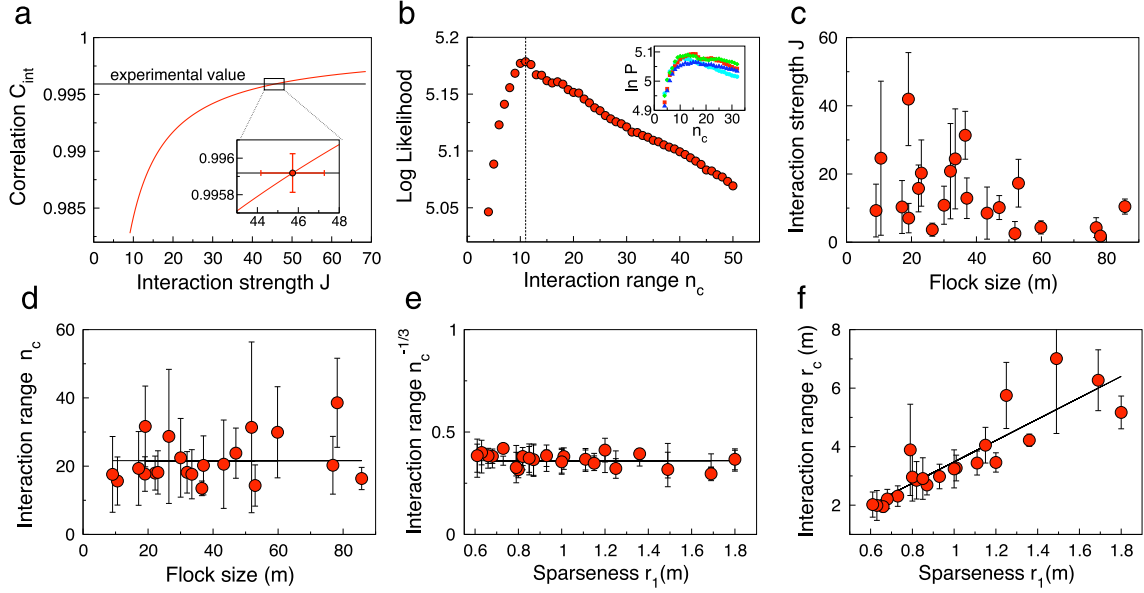 a
Correlation C_int
1
0.995
0.99
0.985
experimental value
0.996
0.9958
44 46 48
0 10 20 30 40 50 60 70
Interaction strength J
b
Log Likelihood
5.2
5.15
5.1
5.05
ln P
5.1
5
4.9
0 10 20 30
n_c
0 10 20 30 40 50
Interaction range n_c
c
Interaction strength J
60
40
20
0
0 20 40 60 80
Flock size (m)
d
Interaction range n_c
60
40
20
0
0 20 40 60 80
Flock size (m)
e
Interaction range n_c^-1/3
1
0.5
0
0.6 0.8 1 1.2 1.4 1.6 1.8
Sparseness r_1(m)
f
Interaction range r_c (m)
8
6
4
2
0.6 0.8 1 1.2 1.4 1.6 1.8
Sparseness r_1(m)